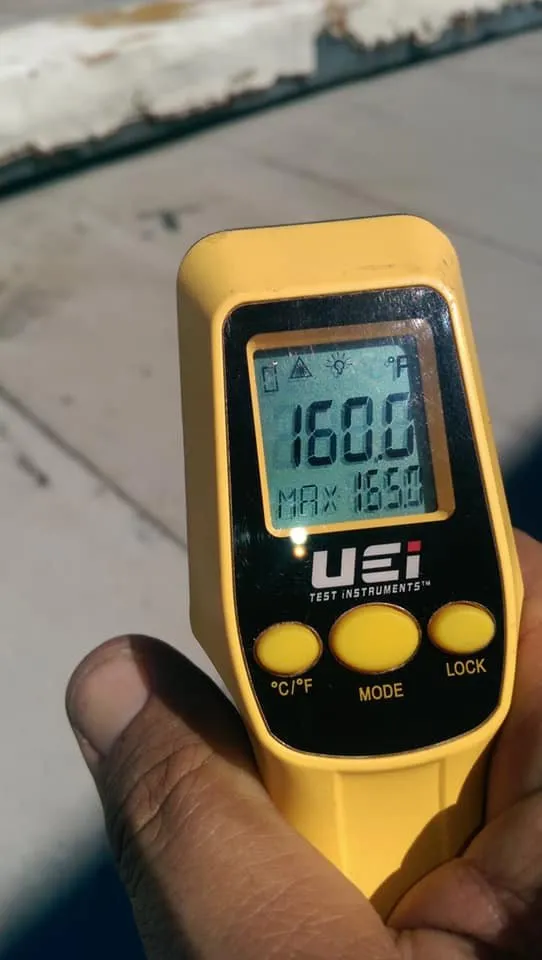 °F
160.0
MAX 165.0
UEi
TEST iNSTRUMENTS™
°C/°F
MODE
LOCK